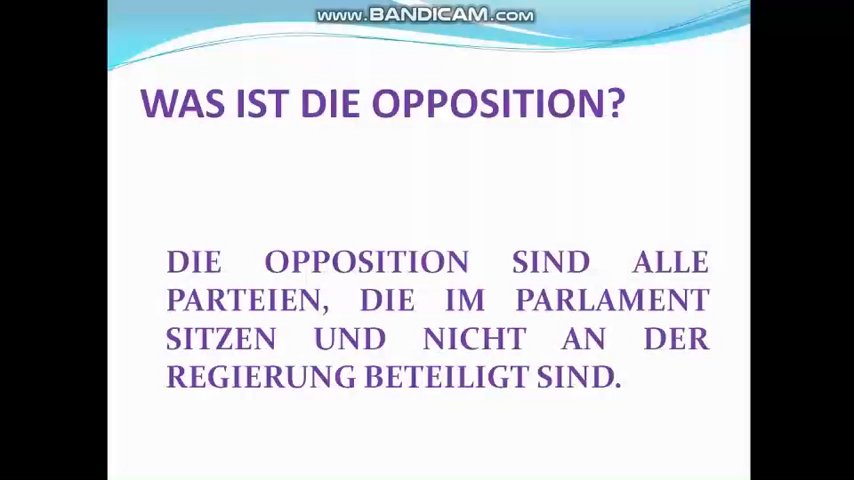 WWW.BANDICAM.COM
WAS IST DIE OPPOSITION?
DIE OPPOSITION SIND ALLE
PARTEIEN, DIE IM PARLAMENT
SITZEN UND NICHT AN DER
REGIERUNG BETEILIGT SIND.